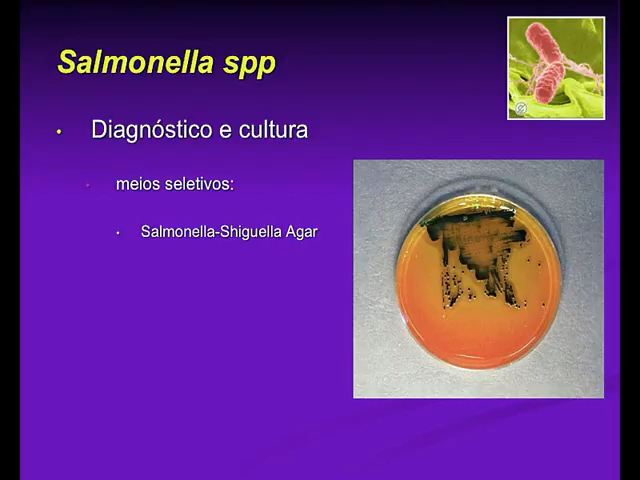 Salmonella spp
Diagnóstico e cultura
meios seletivos:
Salmonella-Shiguella Agar